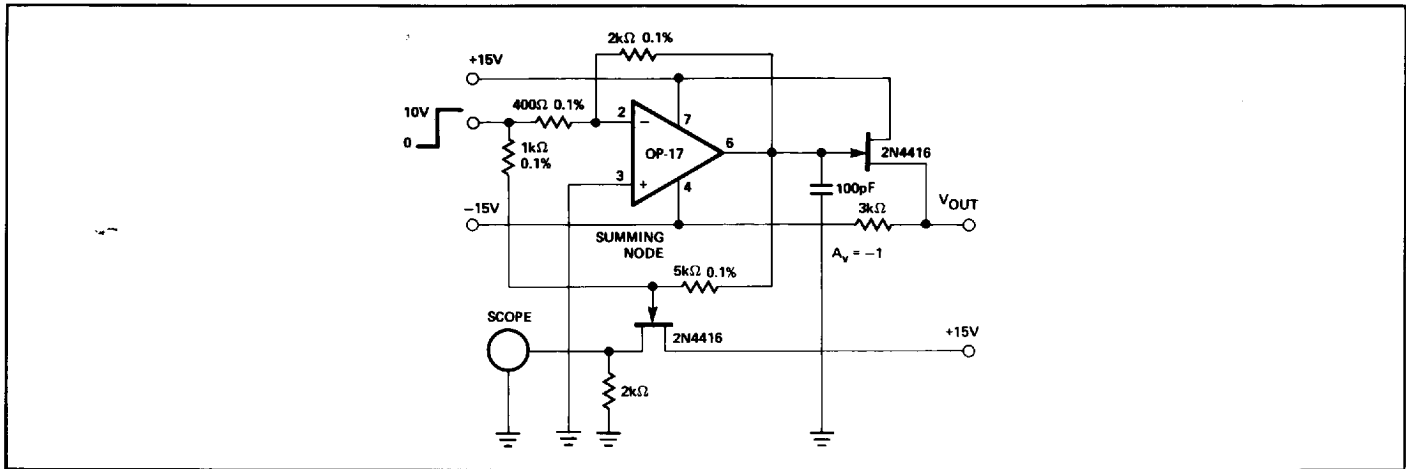 2kΩ 0.1%
+15V
10V
0
400Ω 0.1%
2
−
7
1kΩ
0.1%
OP-17
6
2N4416
3
+
4
100pF
−15V
3kΩ
VOUT
SUMMING
NODE
AV = −1
5kΩ 0.1%
SCOPE
2N4416
+15V
2kΩ